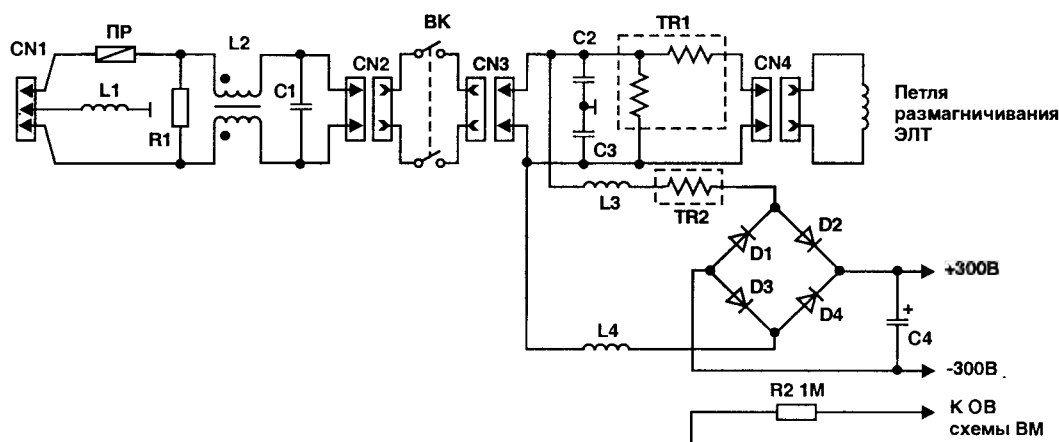 CN1
ПР
L2
L1
R1
C1
CN2
ВК
CN3
C2
TR1
C3
CN4
Петля
размагничивания
ЭЛТ
L3
TR2
D1
D2
D3
D4
+300В
+
C4
L4
-300В
R2 1М
К ОВ
схемы ВМ